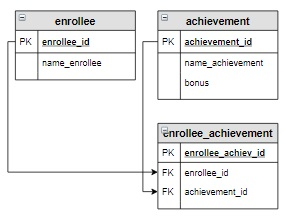 enrollee
PK enrollee_id
name_enrollee
achievement
PK achievement_id
name_achievement
bonus
enrollee_achievement
PK enrollee_achiev_id
FK enrollee_id
FK achievement_id